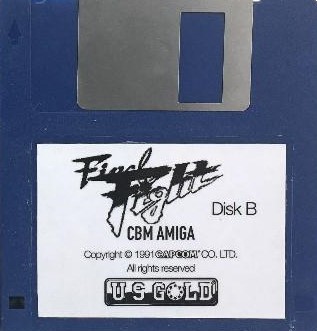 Final
Fight
Disk B
CBM AMIGA
Copyright © 1991 CAPCOM CO. LTD.
All rights reserved
U.S. GOLD